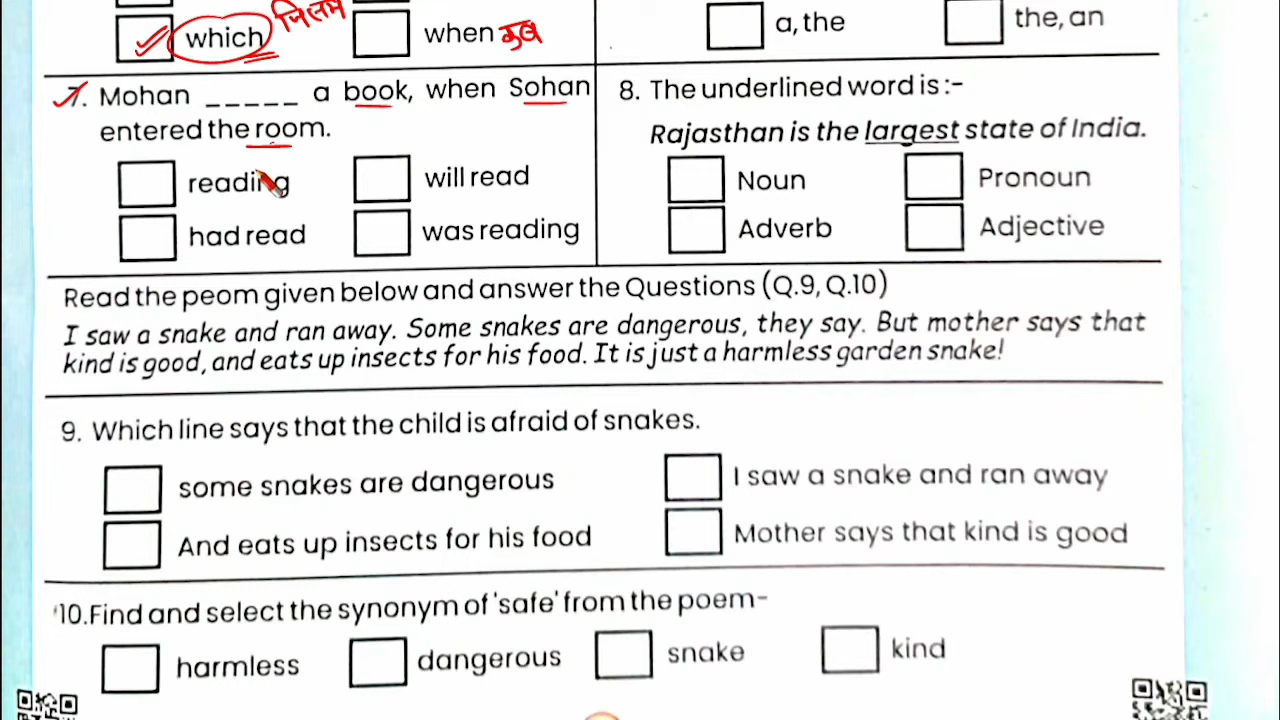 which when कब
a, the the, an
7. Mohan _____ a book, when Sohan
entered the room.
reading will read
had read was reading
8. The underlined word is :-
Rajasthan is the largest state of India.
Noun Pronoun
Adverb Adjective
Read the peom given below and answer the Questions (Q.9, Q.10)
I saw a snake and ran away. Some snakes are dangerous, they say. But mother says that
kind is good, and eats up insects for his food. It is just a harmless garden snake!
9. Which line says that the child is afraid of snakes.
some snakes are dangerous I saw a snake and ran away
And eats up insects for his food Mother says that kind is good
10.Find and select the synonym of 'safe' from the poem-
harmless dangerous snake kind